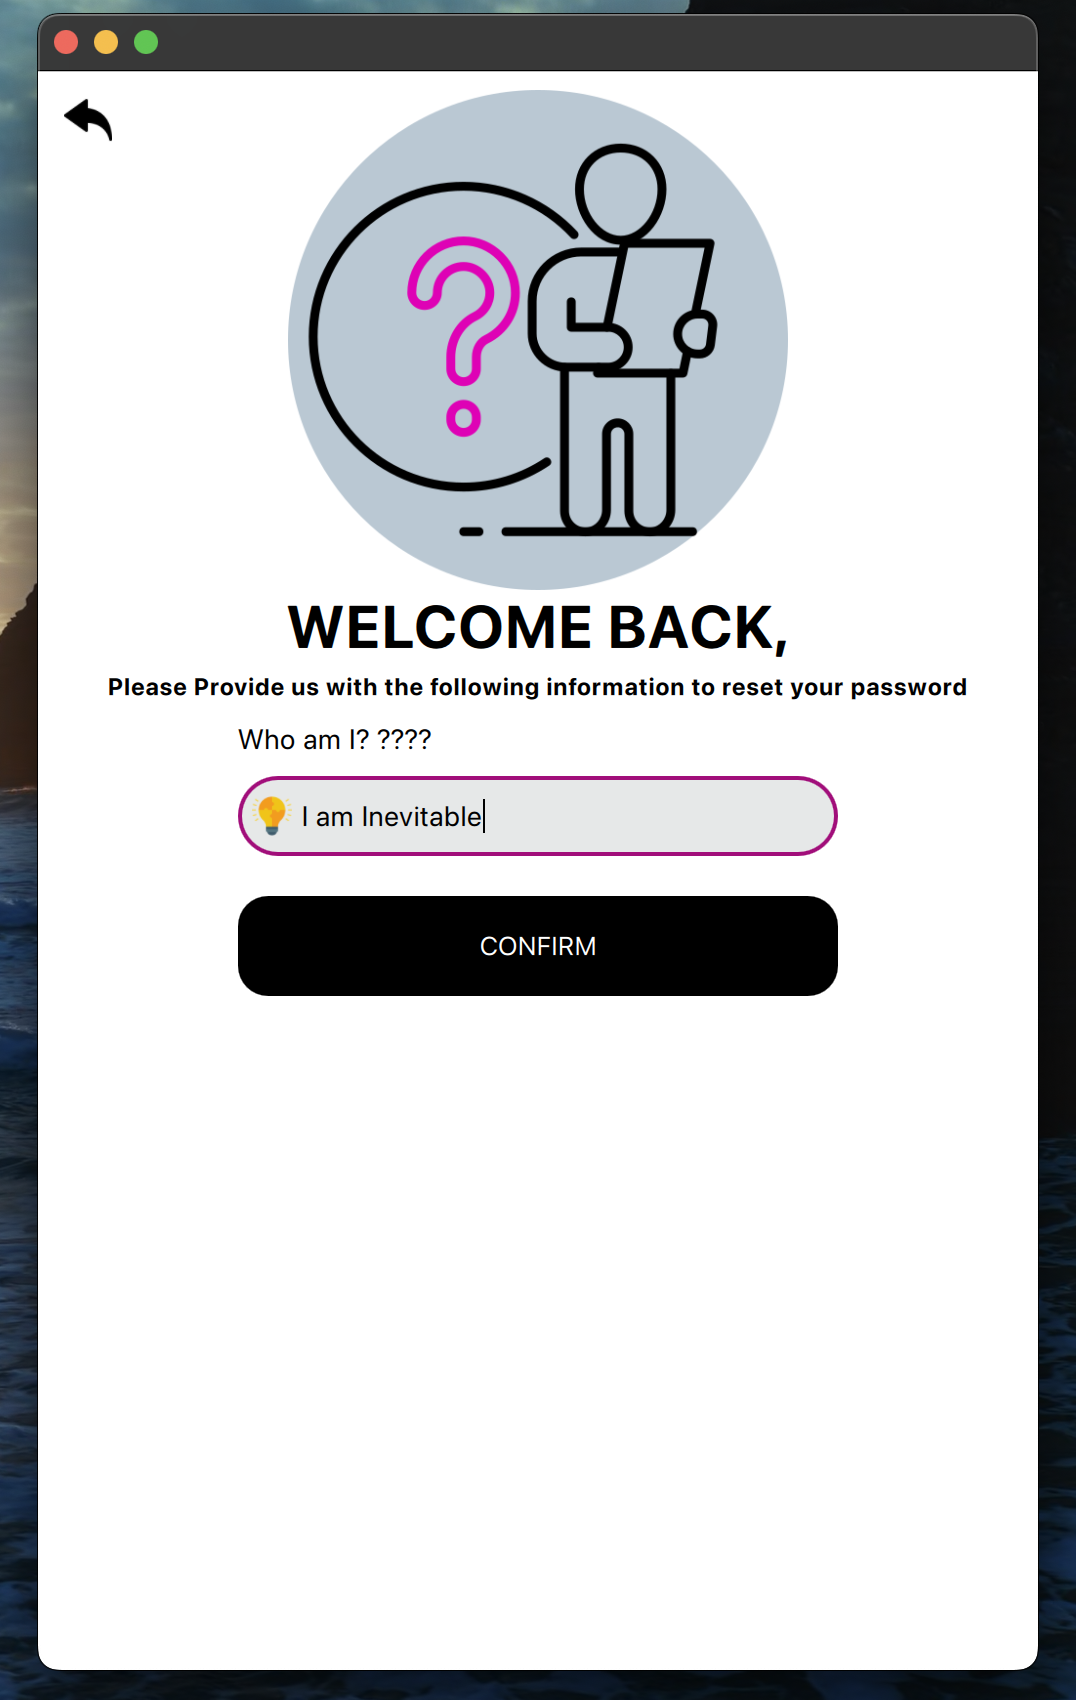 WELCOME BACK,
Please Provide us with the following information to reset your password
Who am I? ????
I am Inevitable
CONFIRM